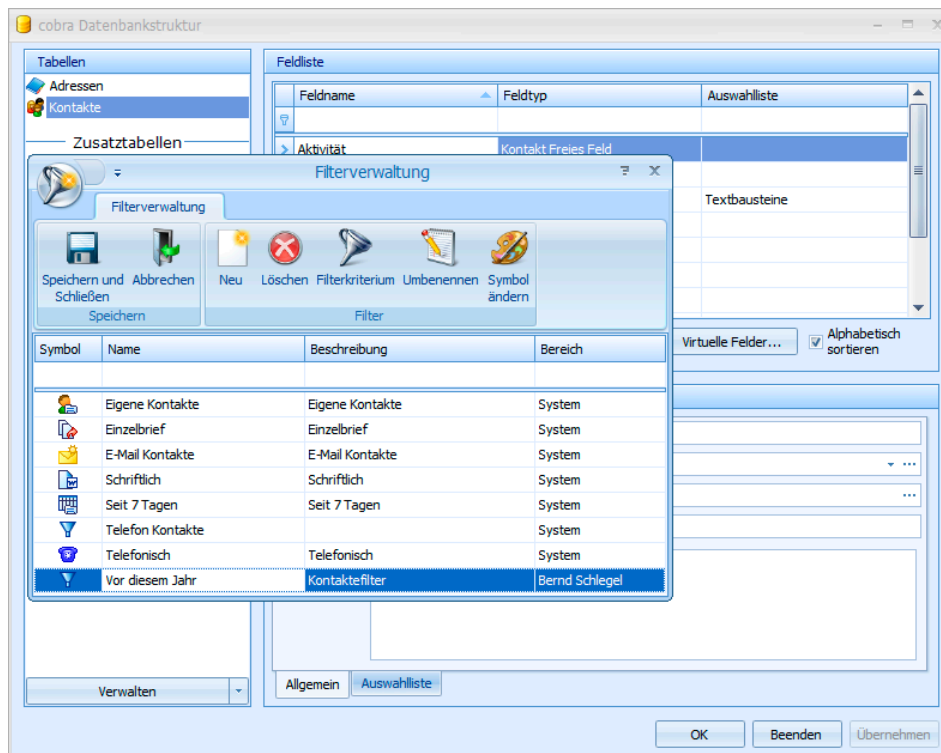 cobra Datenbankstruktur
Tabellen
Adressen
Kontakte
Zusatztabellen
Feldliste
Feldname Feldtyp Auswahlliste
Aktivität Kontakt Freies Feld
Textbausteine
Filterverwaltung
Filterverwaltung
Speichern und Schließen
Abbrechen
Speichern
Neu
Löschen
Filterkriterium
Umbenennen
Symbol ändern
Filter
Symbol Name Beschreibung Bereich
Eigene Kontakte Eigene Kontakte System
Einzelbrief Einzelbrief System
E-Mail Kontakte E-Mail Kontakte System
Schriftlich Schriftlich System
Seit 7 Tagen Seit 7 Tagen System
Telefon Kontakte System
Telefonisch Telefonisch System
Vor diesem Jahr Kontaktefilter Bernd Schlegel
Virtuelle Felder...
Alphabetisch
sortieren
Allgemein Auswahlliste
Verwalten
OK Beenden Übernehmen